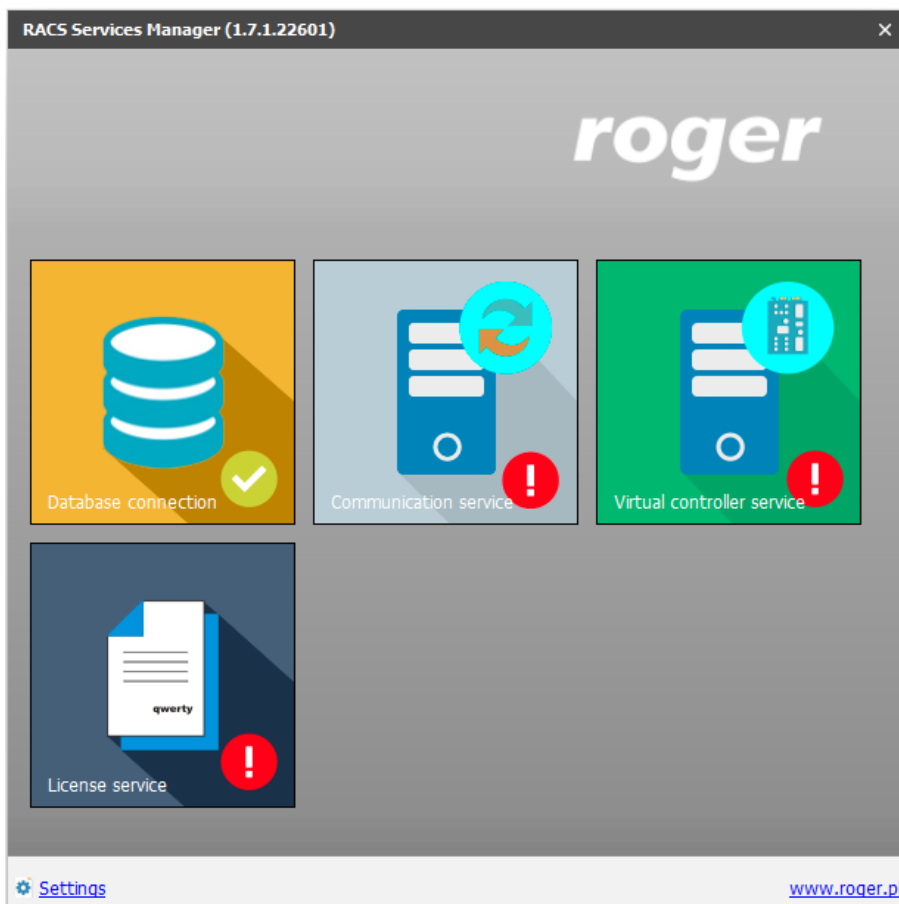 RACS Services Manager (1.7.1.22601)
roger
Database connection
Communication service
Virtual controller service
qwerty
License service
Settings
www.roger.p